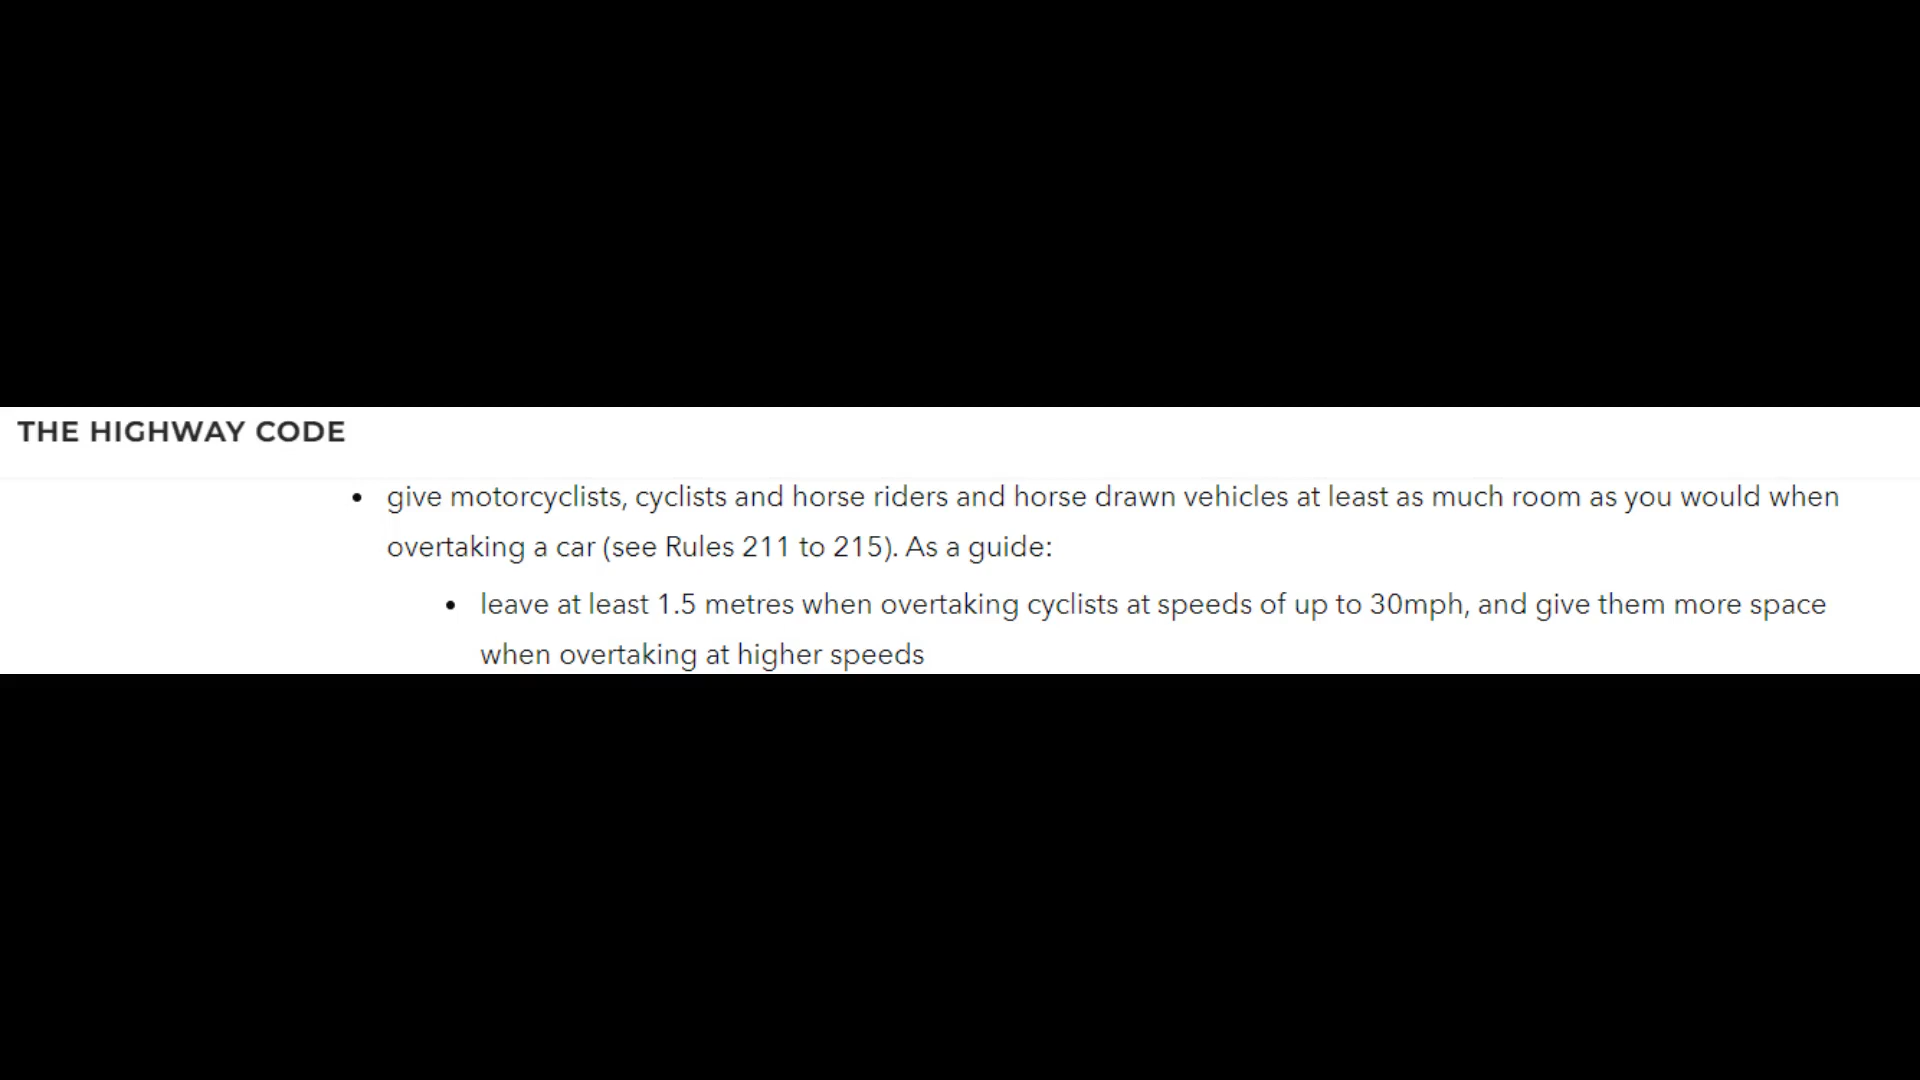 THE HIGHWAY CODE
• give motorcyclists, cyclists and horse riders and horse drawn vehicles at least as much room as you would when
overtaking a car (see Rules 211 to 215). As a guide:
• leave at least 1.5 metres when overtaking cyclists at speeds of up to 30mph, and give them more space
when overtaking at higher speeds